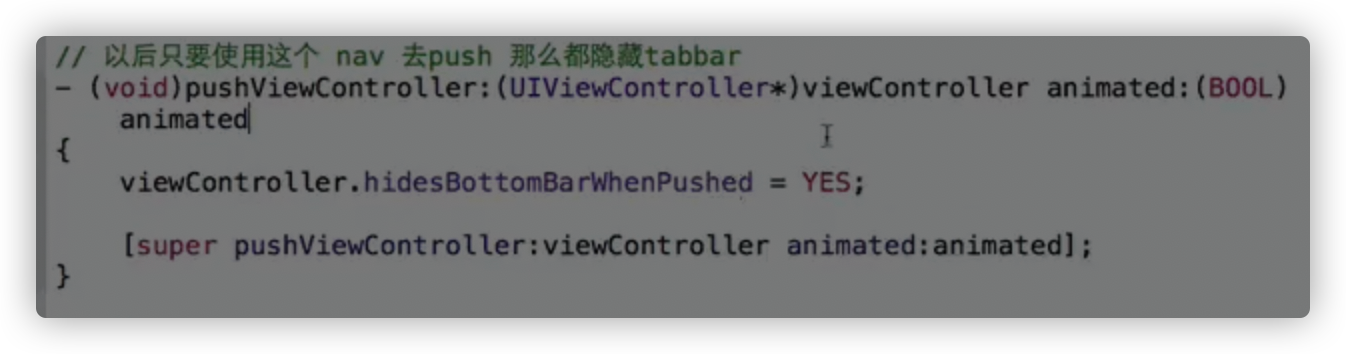 // 以后只要使用这个 nav 去push 那么都隐藏tabbar
- (void)pushViewController:(UIViewController*)viewController animated:(BOOL)
animated
{
viewController.hidesBottomBarWhenPushed = YES;
[super pushViewController:viewController animated:animated];
}